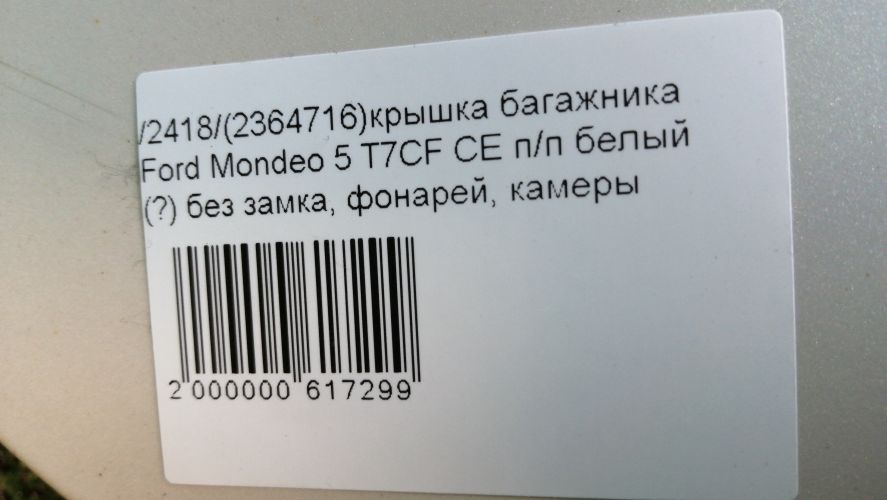 /2418/(2364716)крышка багажника
Ford Mondeo 5 T7CF CE п/п белый
(?) без замка, фонарей, камеры
2 000000 617299